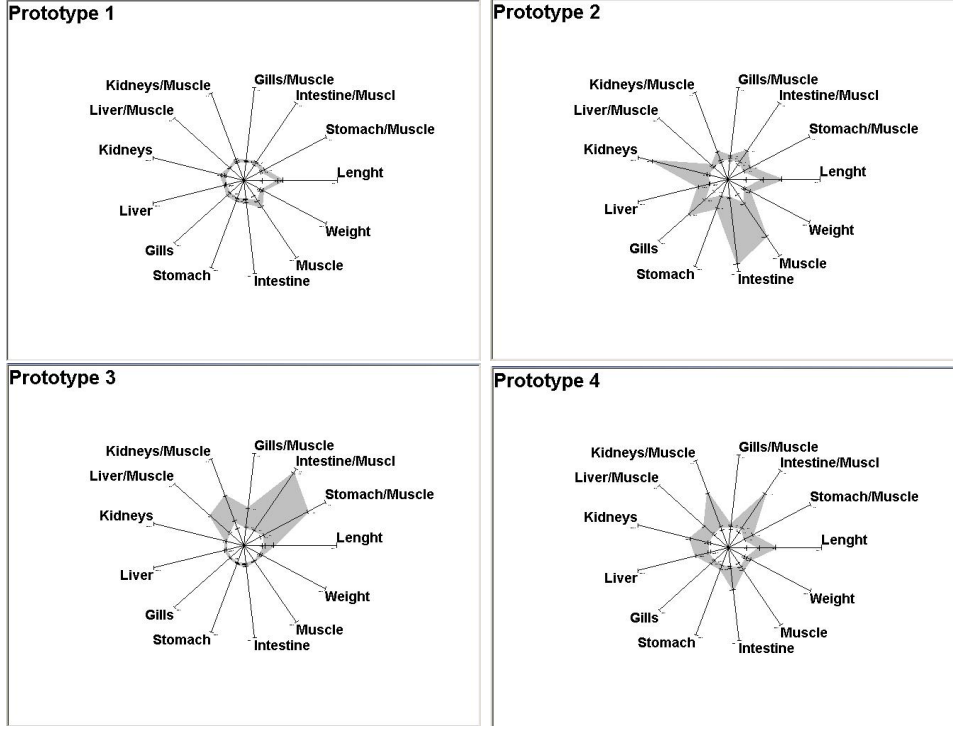 Prototype 1
Gills/Muscle
Kidneys/Muscle
Intestine/Muscl
Liver/Muscle
Stomach/Muscle
Kidneys
Lenght
Liver
Weight
Gills
Muscle
Stomach
Intestine
Prototype 2
Gills/Muscle
Kidneys/Muscle
Intestine/Muscl
Liver/Muscle
Stomach/Muscle
Kidneys
Lenght
Liver
Weight
Gills
Muscle
Stomach
Intestine
Prototype 3
Gills/Muscle
Kidneys/Muscle
Intestine/Muscl
Liver/Muscle
Stomach/Muscle
Kidneys
Lenght
Liver
Weight
Gills
Muscle
Stomach
Intestine
Prototype 4
Gills/Muscle
Kidneys/Muscle
Intestine/Muscl
Liver/Muscle
Stomach/Muscle
Kidneys
Lenght
Liver
Weight
Gills
Muscle
Stomach
Intestine